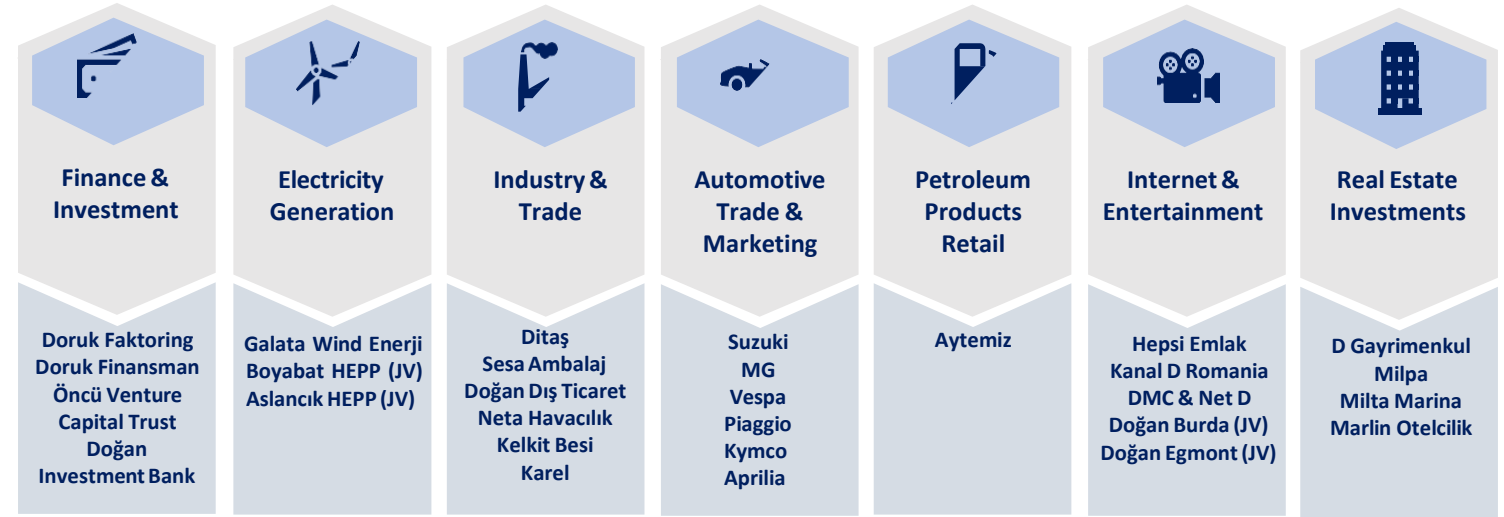 Finance &
Investment
Doruk Faktoring
Doruk Finansman
Öncü Venture
Capital Trust
Doğan
Investment Bank
Electricity
Generation
Galata Wind Enerji
Boyabat HEPP (JV)
Aslancık HEPP (JV)
Industry &
Trade
Ditaş
Sesa Ambalaj
Doğan Dış Ticaret
Neta Havacılık
Kelkit Besi
Karel
Automotive
Trade &
Marketing
Suzuki
MG
Vespa
Piaggio
Kymco
Aprilia
Petroleum
Products
Retail
Aytemiz
Internet &
Entertainment
Hepsi Emlak
Kanal D Romania
DMC & Net D
Doğan Burda (JV)
Doğan Egmont (JV)
Real Estate
Investments
D Gayrimenkul
Milpa
Milta Marina
Marlin Otelcilik